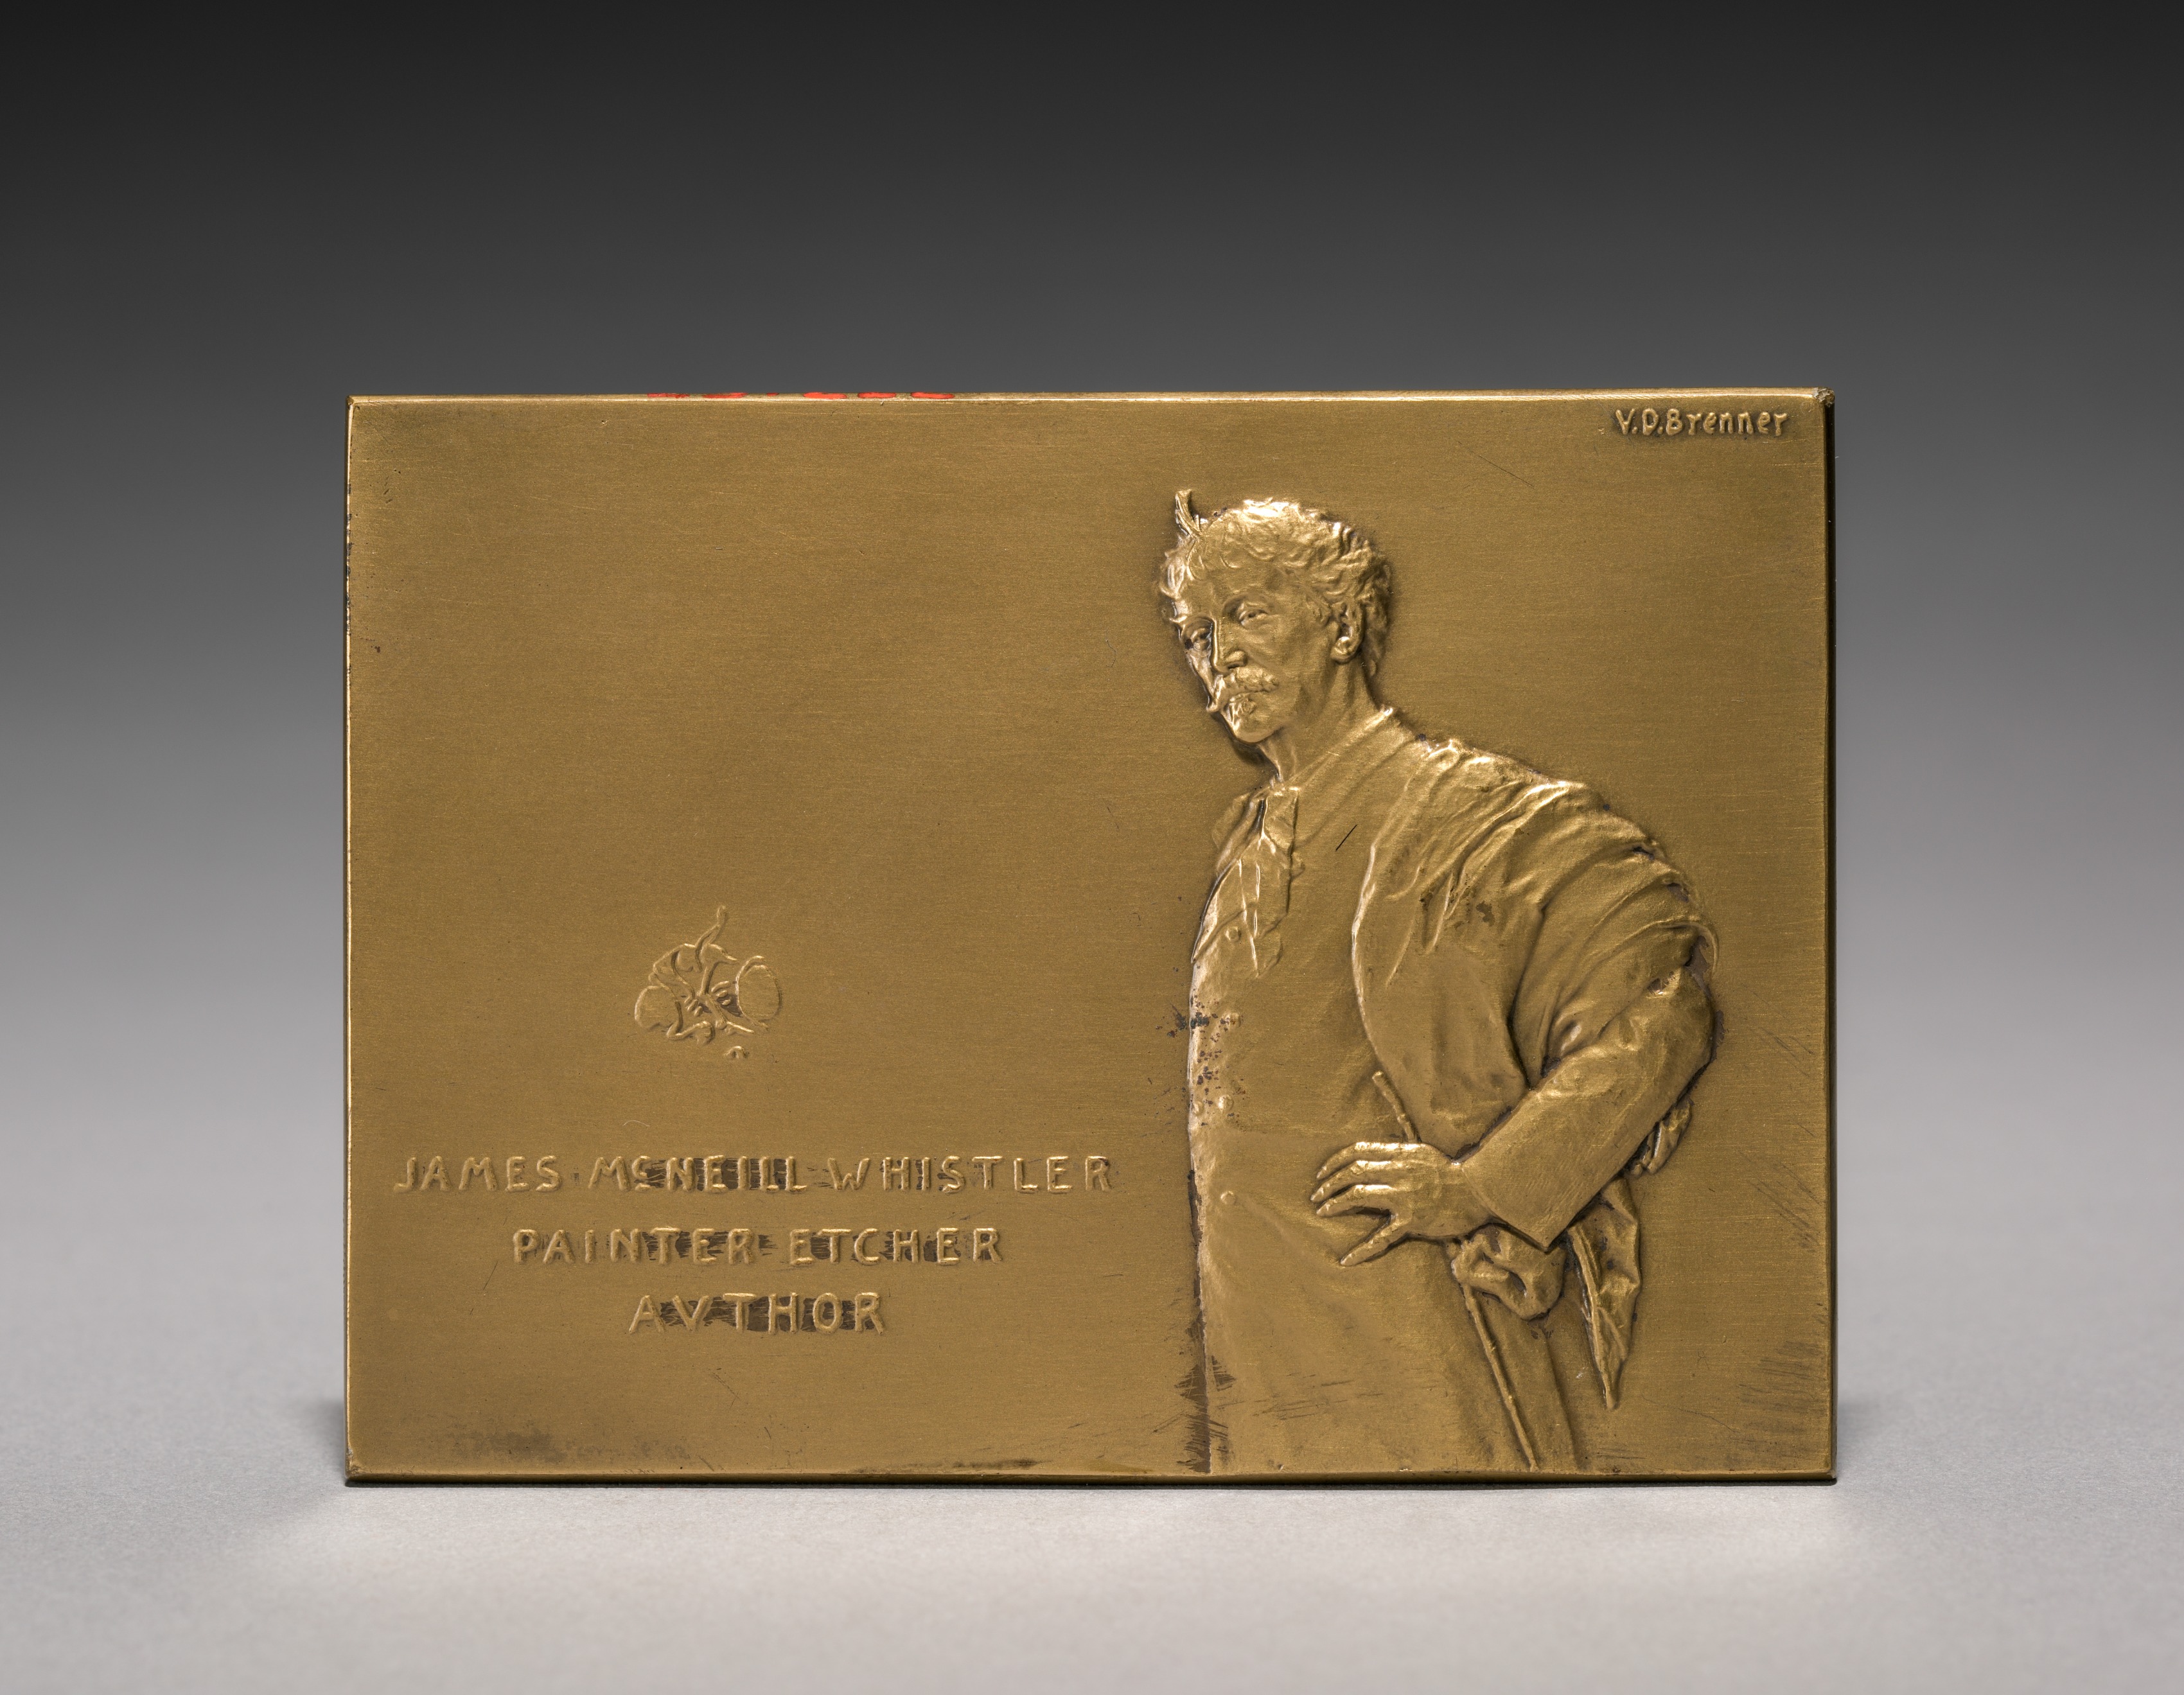 V.D.Brenner
JAMES·McNEILL·WHISTLER
PAINTER·ETCHER
AVTHOR